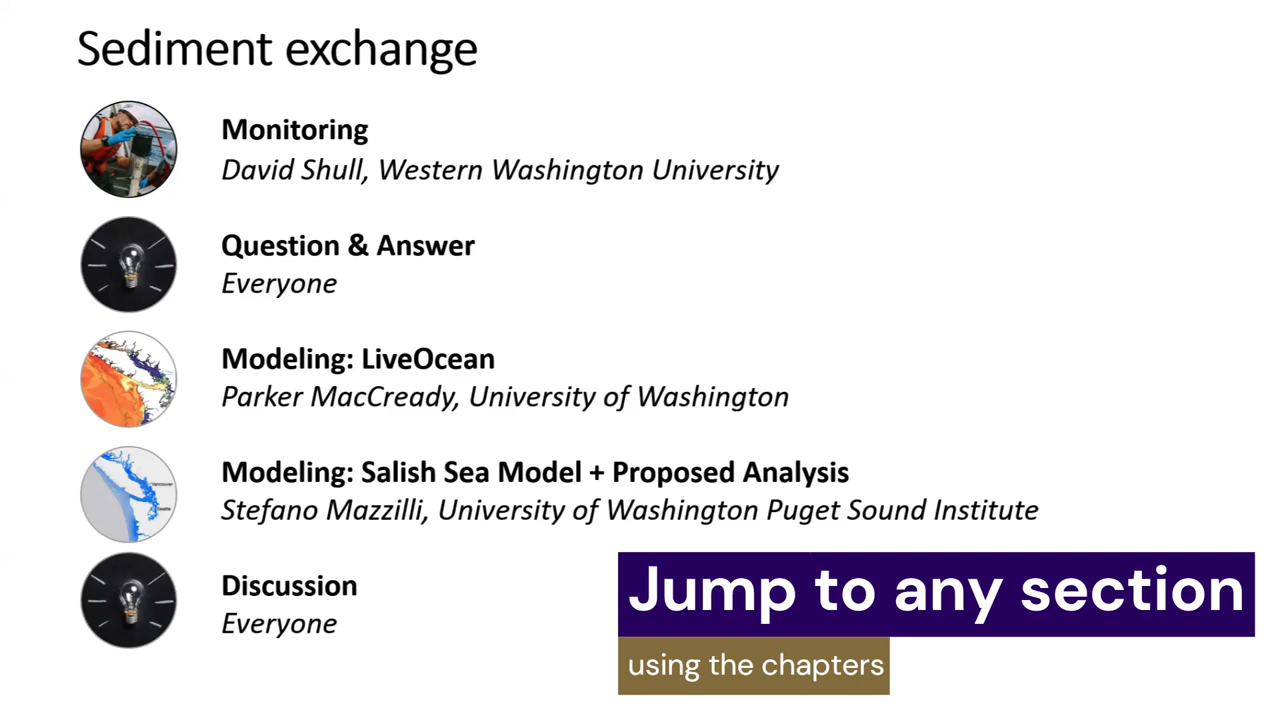 Sediment exchange
Monitoring
David Shull, Western Washington University
Question & Answer
Everyone
Modeling: LiveOcean
Parker MacCready, University of Washington
Modeling: Salish Sea Model + Proposed Analysis
Stefano Mazzilli, University of Washington Puget Sound Institute
Discussion
Everyone
Jump to any section
using the chapters